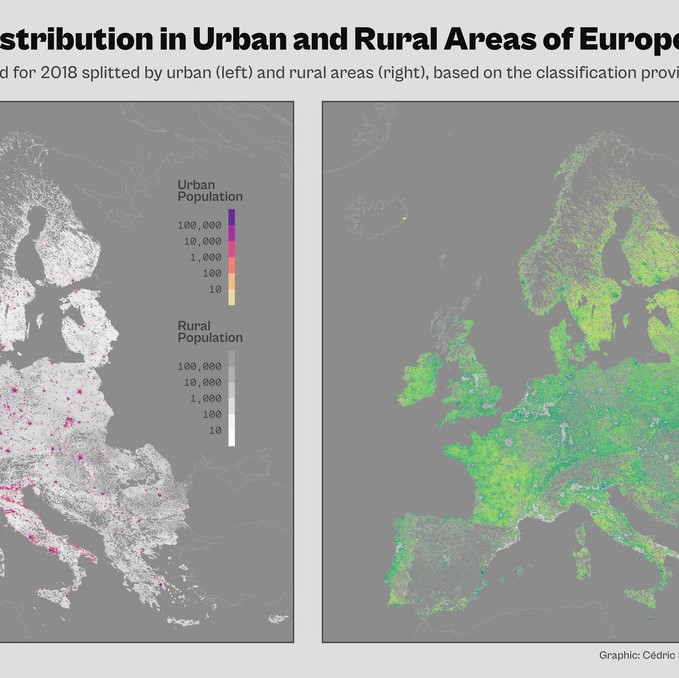 stribution in Urban and Rural Areas of Europe
d for 2018 splitted by urban (left) and rural areas (right), based on the classification provi
Urban
Population
100,000
10,000
1,000
100
10
Rural
Population
100,000
10,000
1,000
100
10
Graphic: Cédric